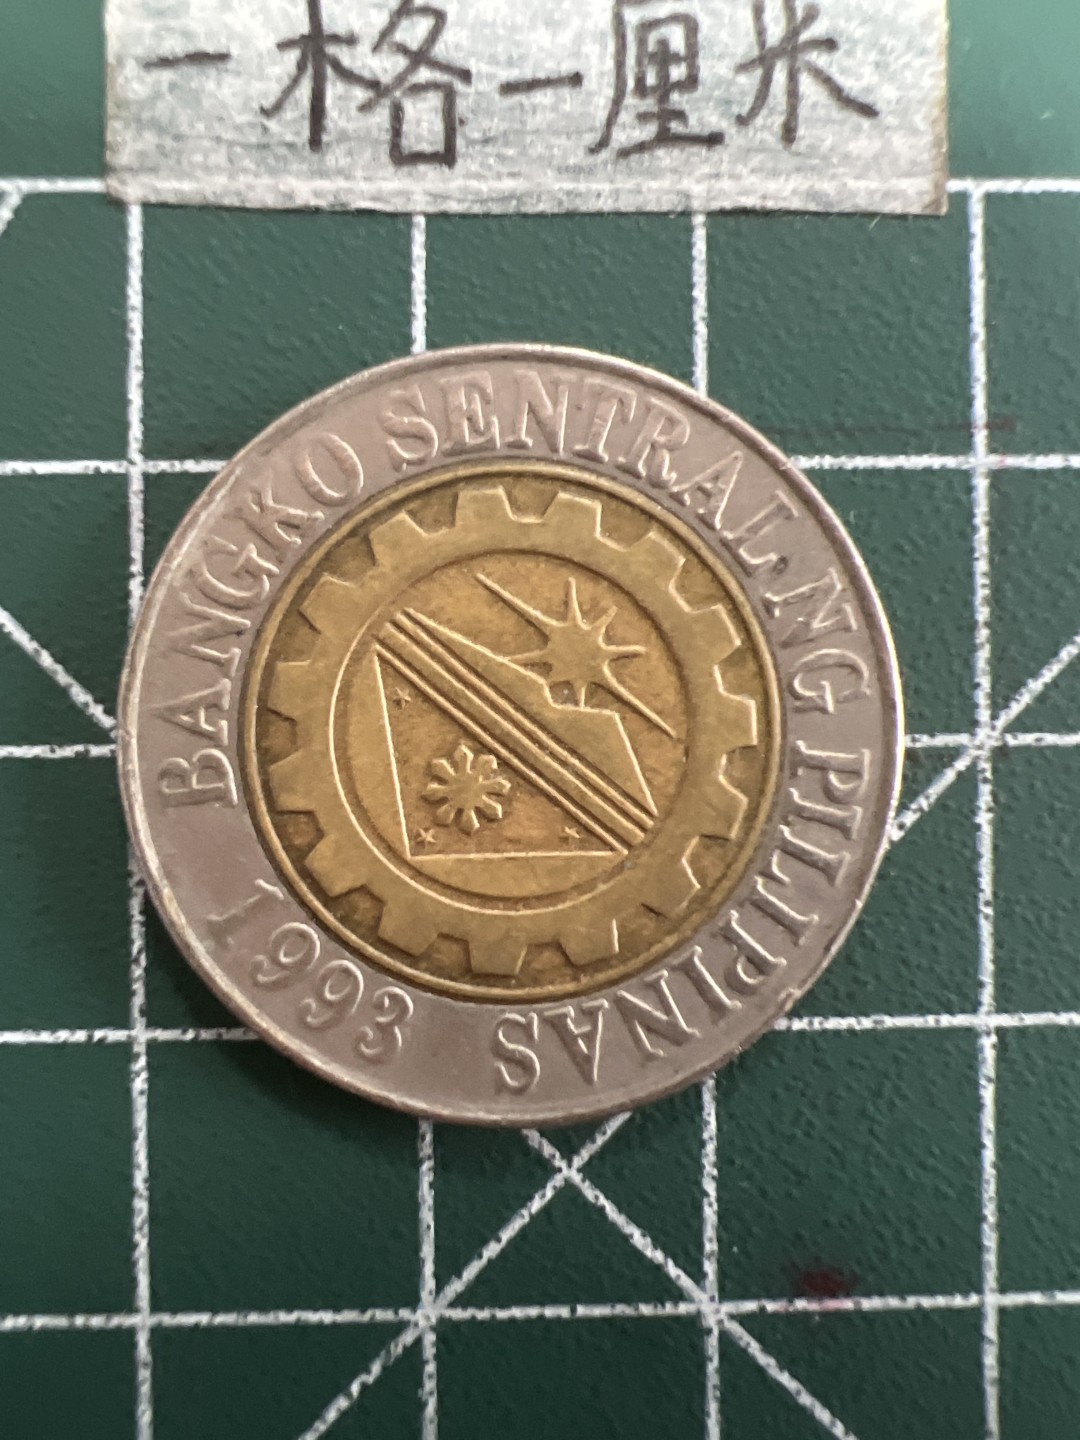 一格一厘米
BANGKO SENTRAL NG PILIPINAS
1993